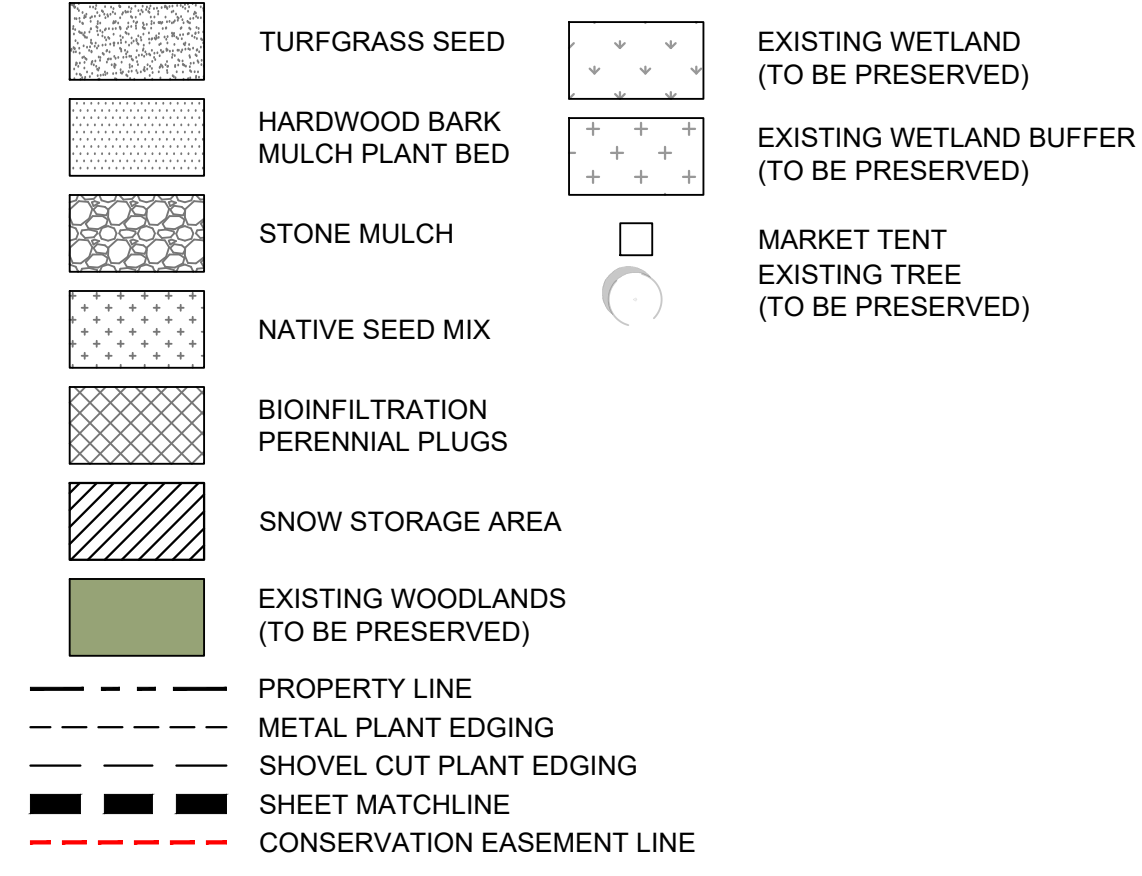 TURFGRASS SEED
HARDWOOD BARK
MULCH PLANT BED
STONE MULCH
NATIVE SEED MIX
BIOINFILTRATION
PERENNIAL PLUGS
SNOW STORAGE AREA
EXISTING WOODLANDS
(TO BE PRESERVED)
PROPERTY LINE
METAL PLANT EDGING
SHOVEL CUT PLANT EDGING
SHEET MATCHLINE
CONSERVATION EASEMENT LINE
EXISTING WETLAND
(TO BE PRESERVED)
EXISTING WETLAND BUFFER
(TO BE PRESERVED)
MARKET TENT
EXISTING TREE
(TO BE PRESERVED)